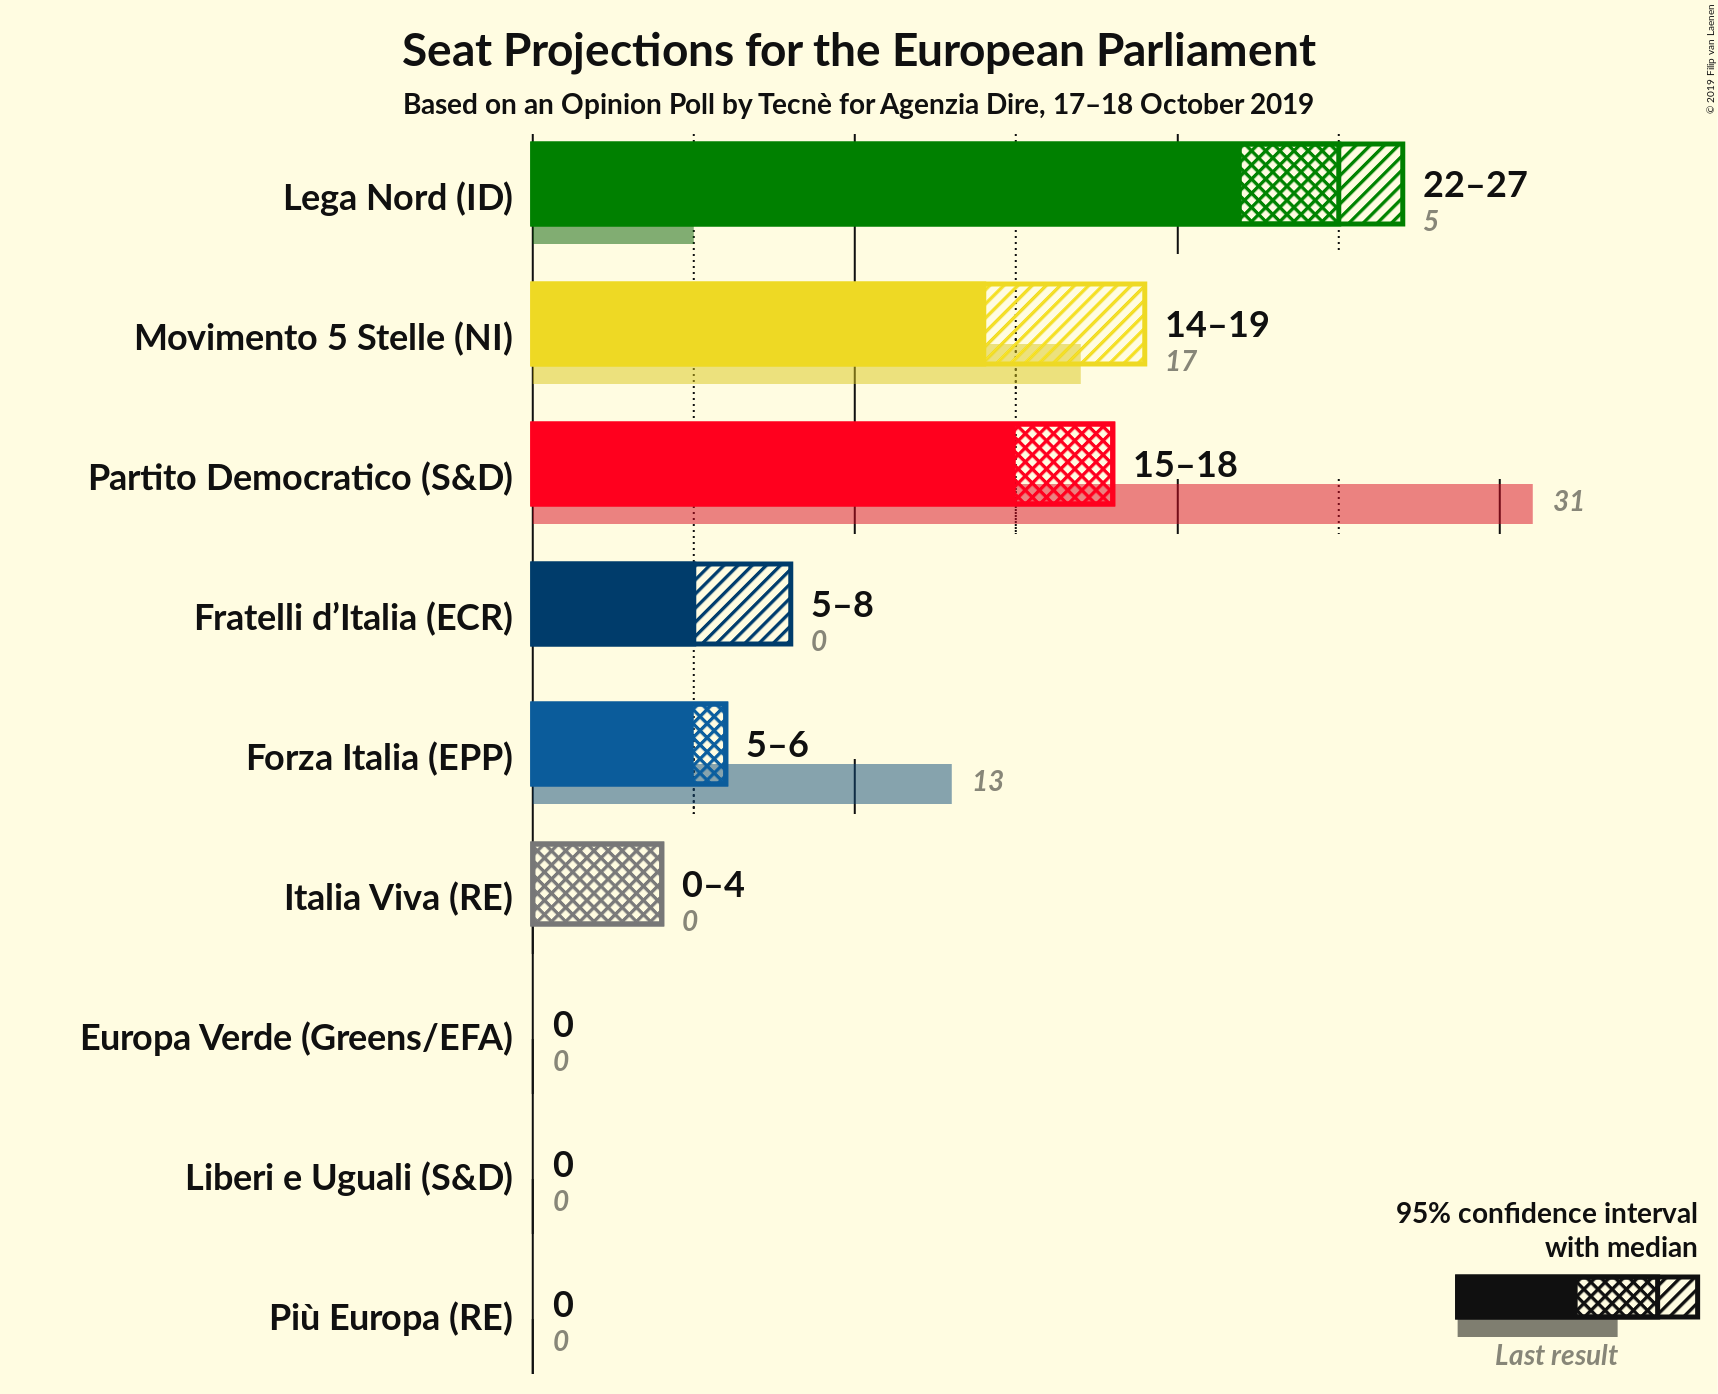 Seat Projections for the European Parliament
Based on an Opinion Poll by Tecnè for Agenzia Dire, 17–18 October 2019
© 2019 Filip van Laenen
Lega Nord (ID)
22–27
5
Movimento 5 Stelle (NI)
14–19
17
Partito Democratico (S&D)
15–18
31
Fratelli d’Italia (ECR)
5–8
0
Forza Italia (EPP)
5–6
13
Italia Viva (RE)
0–4
0
Europa Verde (Greens/EFA)
0
0
Liberi e Uguali (S&D)
0
0
Più Europa (RE)
0
0
95% confidence interval
with median
Last result